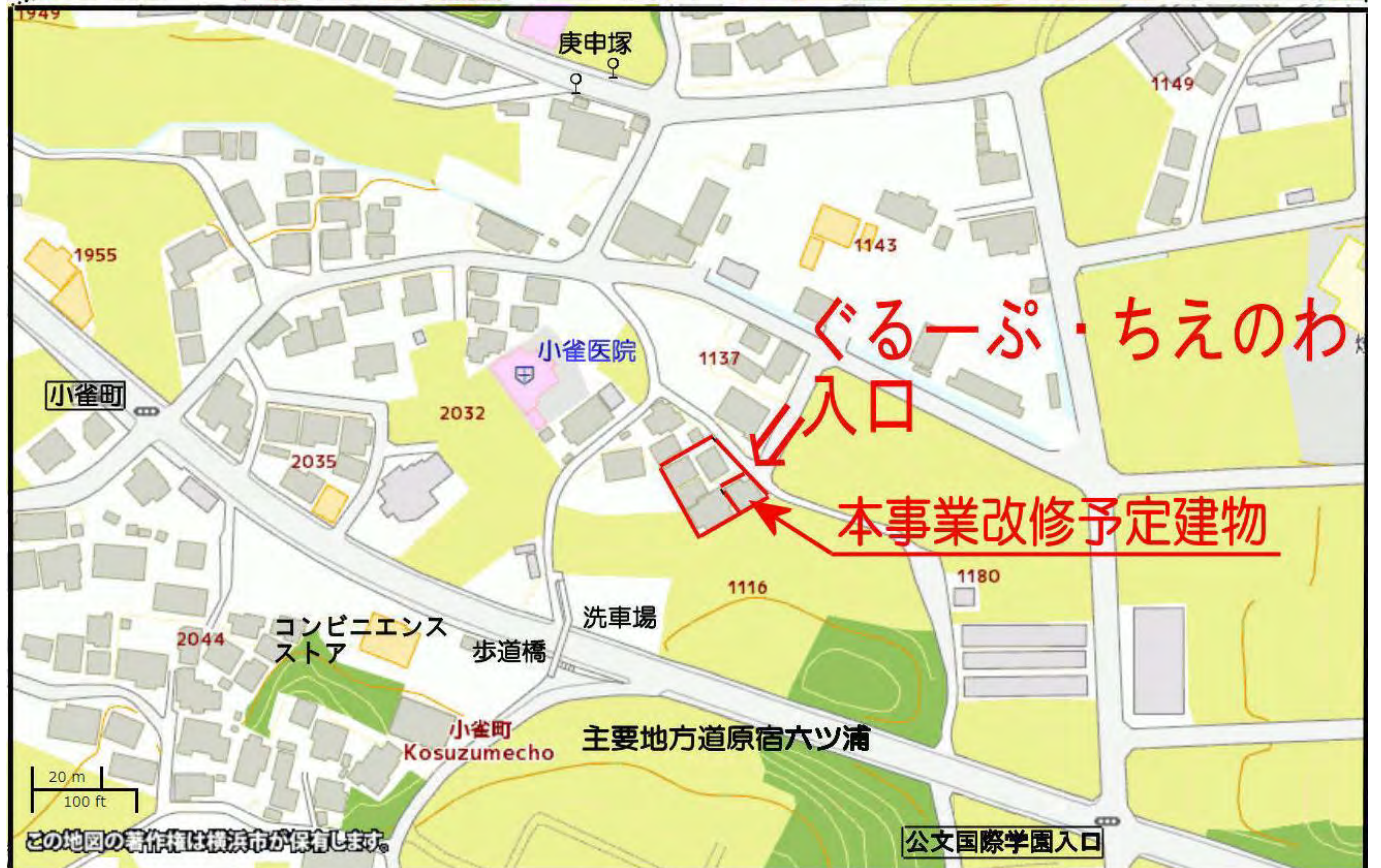 1949
庚申塚
1149
1955
1143
ぐるーぷ・ちえのわ
入口
小雀医院
1137
小雀町
2032
2035
本事業改修予定建物
1116
1180
洗車場
コンビニエンス
ストア
2044
歩道橋
小雀町
Kosuzumecho
主要地方道原宿六ツ浦
20 m
100 ft
この地図の著作権は横浜市が保有します。
公文国際学園入口